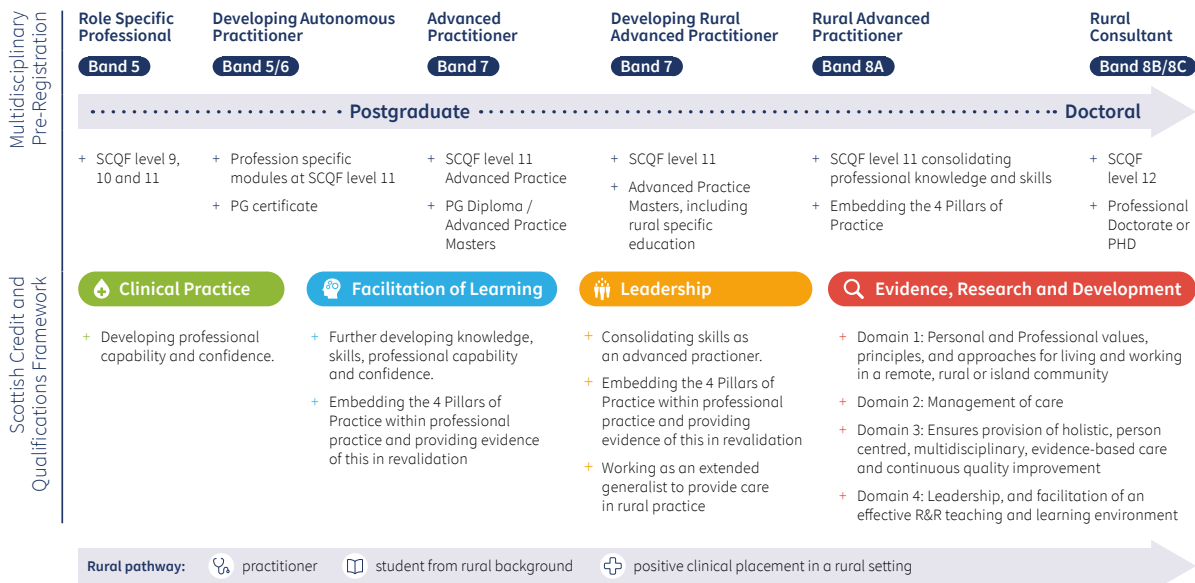 Multidisciplinary
Pre-Registration
Role Specific
Professional
Band 5
Developing Autonomous
Practitioner
Band 5/6
Advanced
Practitioner
Band 7
Developing Rural
Advanced Practitioner
Band 7
Rural Advanced
Practitioner
Band 8A
Rural
Consultant
Band 8B/8C
Postgraduate
Doctoral
+ SCQF level 9,
10 and 11
+ Profession specific
modules at SCQF level 11
+ PG certificate
+ SCQF level 11
Advanced Practice
+ PG Diploma /
Advanced Practice
Masters
+ SCQF level 11
+ Advanced Practice
Masters, including
rural specific
education
+ SCQF level 11 consolidating
professional knowledge and skills
+ Embedding the 4 Pillars of
Practice
+ SCQF
level 12
+ Professional
Doctorate or
PHD
Scottish Credit and
Qualifications Framework
Clinical Practice
+ Developing professional
capability and confidence.
Facilitation of Learning
+ Further developing knowledge,
skills, professional capability
and confidence.
+ Embedding the 4 Pillars of
Practice within professional
practice and providing evidence
of this in revalidation
Leadership
+ Consolidating skills as
an advanced practioner.
+ Embedding the 4 Pillars of
Practice within professional
practice and providing
evidence of this in revalidation
+ Working as an extended
generalist to provide care
in rural practice
Evidence, Research and Development
+ Domain 1: Personal and Professional values,
principles, and approaches for living and working
in a remote, rural or island community
+ Domain 2: Management of care
+ Domain 3: Ensures provision of holistic, person
centred, multidisciplinary, evidence-based care
and continuous quality improvement
+ Domain 4: Leadership, and facilitation of an
effective R&R teaching and learning environment
Rural pathway: practitioner student from rural background positive clinical placement in a rural setting